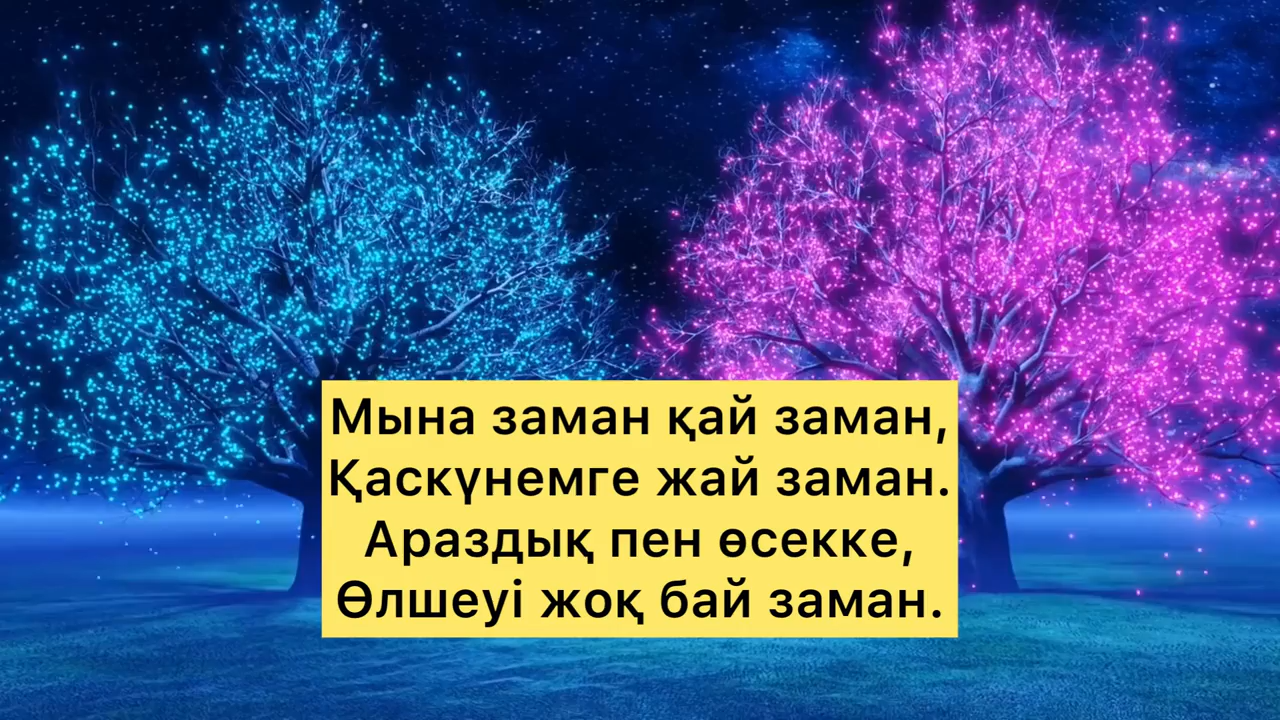 Мына заман қай заман,
Қаскүнемге жай заман.
Араздық пен өсекке,
Өлшеуі жоқ бай заман.